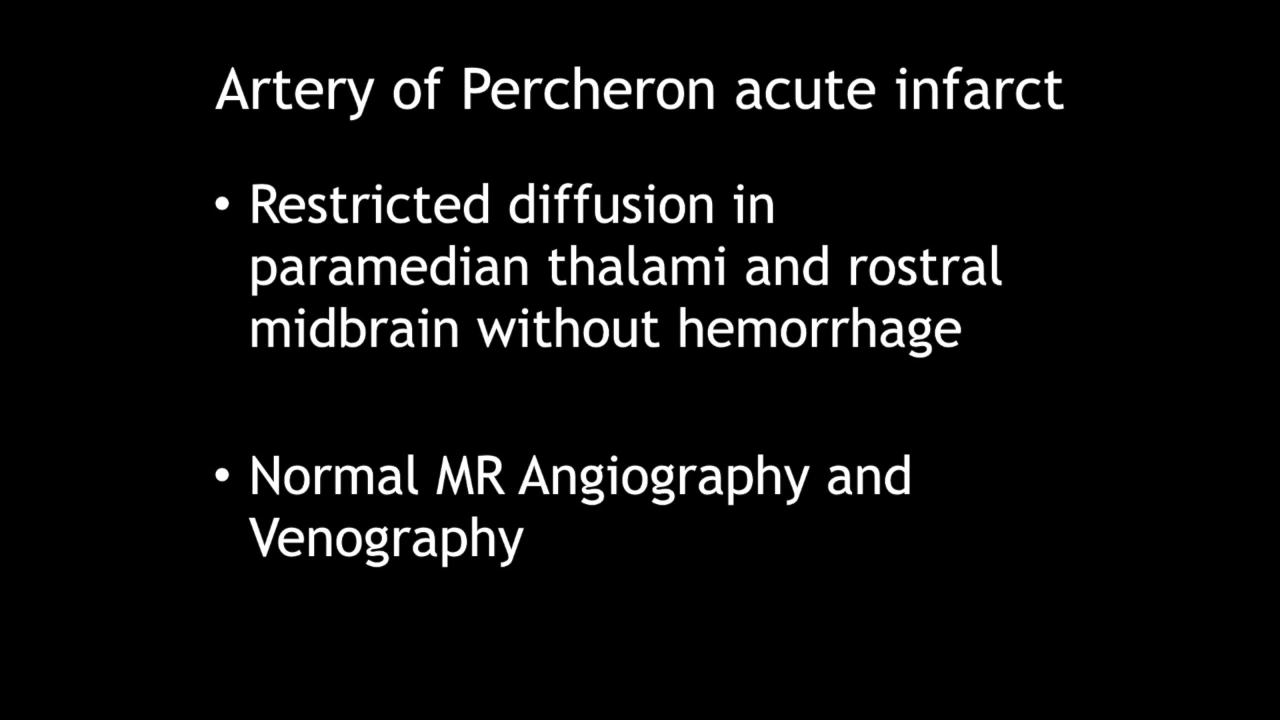 Artery of Percheron acute infarct
• Restricted diffusion in
paramedian thalami and rostral
midbrain without hemorrhage
• Normal MR Angiography and
Venography